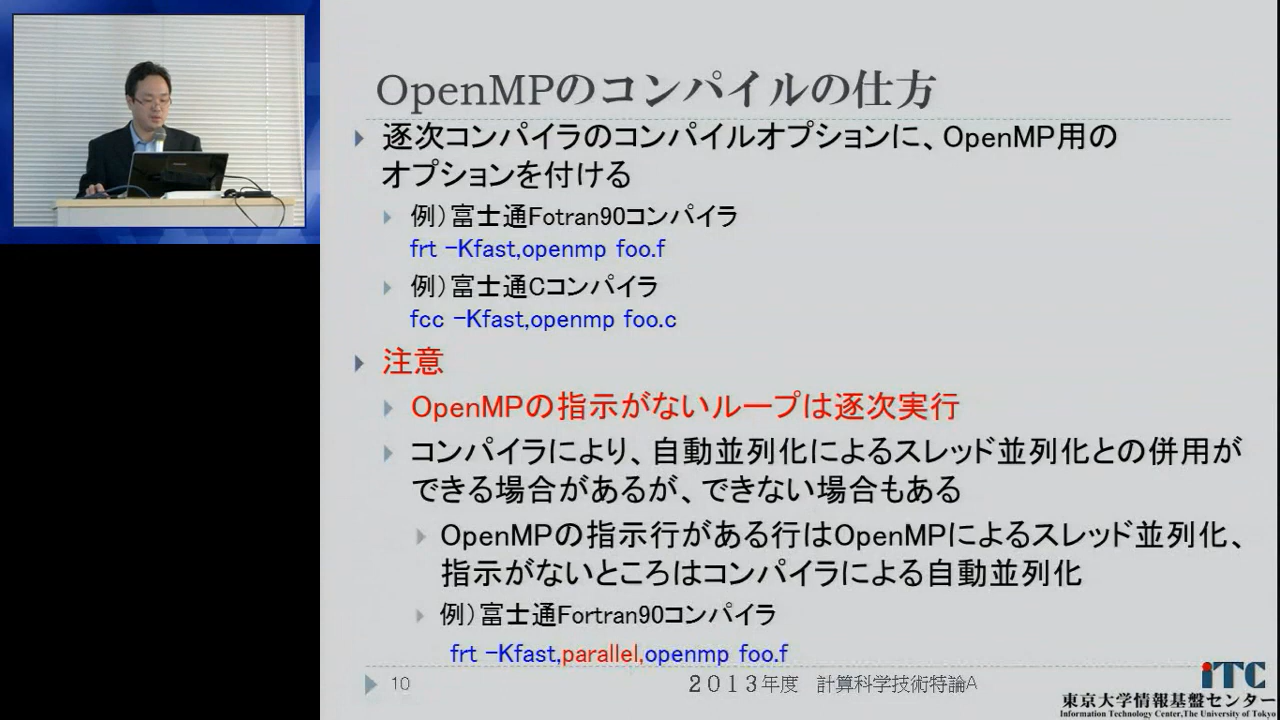 OpenMPのコンパイルの仕方
逐次コンパイラのコンパイルオプションに、OpenMP用の
オプションを付ける
例）富士通Fotran90コンパイラ
frt -Kfast,openmp foo.f
例）富士通Cコンパイラ
fcc -Kfast,openmp foo.c
注意
OpenMPの指示がないループは逐次実行
コンパイラにより、自動並列化によるスレッド並列化との併用が
できる場合があるが、できない場合もある
OpenMPの指示行がある行はOpenMPによるスレッド並列化、
指示がないところはコンパイラによる自動並列化
例）富士通Fortran90コンパイラ
frt -Kfast,parallel,openmp foo.f
10
２０１３年度　計算科学技術特論A
iTC
東京大学情報基盤センター
Information Technology Center,The University of Tokyo